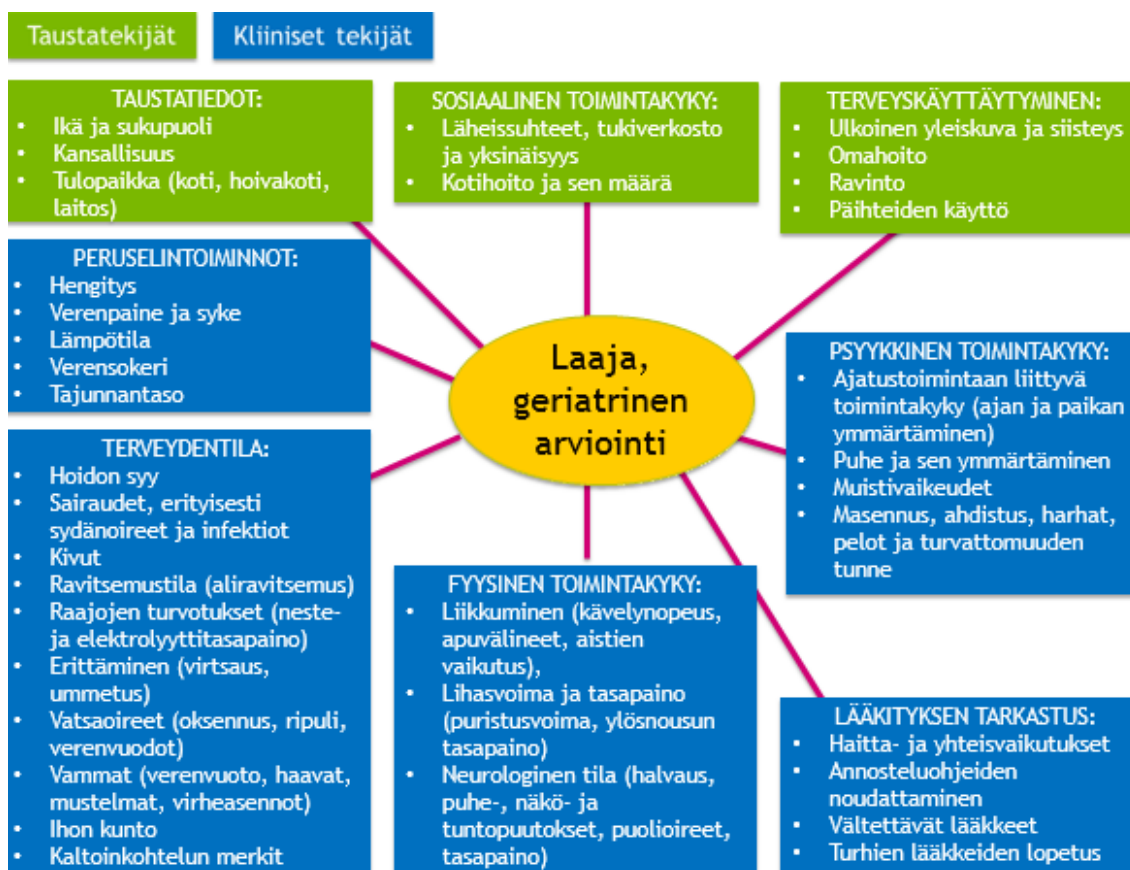 Taustatekijät
Kliiniset tekijät
TAUSTATIEDOT:
• Ikä ja sukupuoli
• Kansallisuus
• Tulopaikka (koti, hoivakoti,
laitos)
SOSIAALINEN TOIMINTAKYKY:
• Läheissuhteet, tukiverkosto
ja yksinäisyys
• Kotihoito ja sen määrä
TERVEYSKÄYTTÄYTYMINEN:
• Ulkoinen yleiskuva ja siisteys
• Omahoito
• Ravinto
• Päihteiden käyttö
PERUSELINTOIMINNOT:
• Hengitys
• Verenpaine ja syke
• Lämpötila
• Verensokeri
• Tajunnantaso
Laaja,
geriatrinen
arviointi
PSYYKKINEN TOIMINTAKYKY:
• Ajatustoimintaan liittyvä
toimintakyky (ajan ja paikan
ymmärtäminen)
• Puhe ja sen ymmärtäminen
• Muistivaikeudet
• Masennus, ahdistus, harhat,
pelot ja turvattomuuden
tunne
TERVEYDENTILA:
• Hoidon syy
• Sairaudet, erityisesti
sydänoireet ja infektiot
• Kivut
• Ravitsemustila (aliravitsemus)
• Raajojen turvotukset (neste-
ja elektrolyyttitasapaino)
• Erittäminen (virtsaus,
ummetus)
• Vatsaoireet (oksennus, ripuli,
verenvuodot)
• Vammat (verenvuoto, haavat,
mustelmat, virheasennot)
• Ihon kunto
• Kaltoinkohtelun merkit
FYYSINEN TOIMINTAKYKY:
• Liikkuminen (kävelynopeus,
apuvälineet, aistien
vaikutus),
• Lihasvoima ja tasapaino
(puristusvoima, ylösnousun
tasapaino)
• Neurologinen tila (halvaus,
puhe-, näkö- ja
tuntopuutokset, puolioireet,
tasapaino)
LÄÄKITYKSEN TARKASTUS:
• Haitta- ja yhteisvaikutukset
• Annosteluohjeiden
noudattaminen
• Vältettävät lääkkeet
• Turhien lääkkeiden lopetus